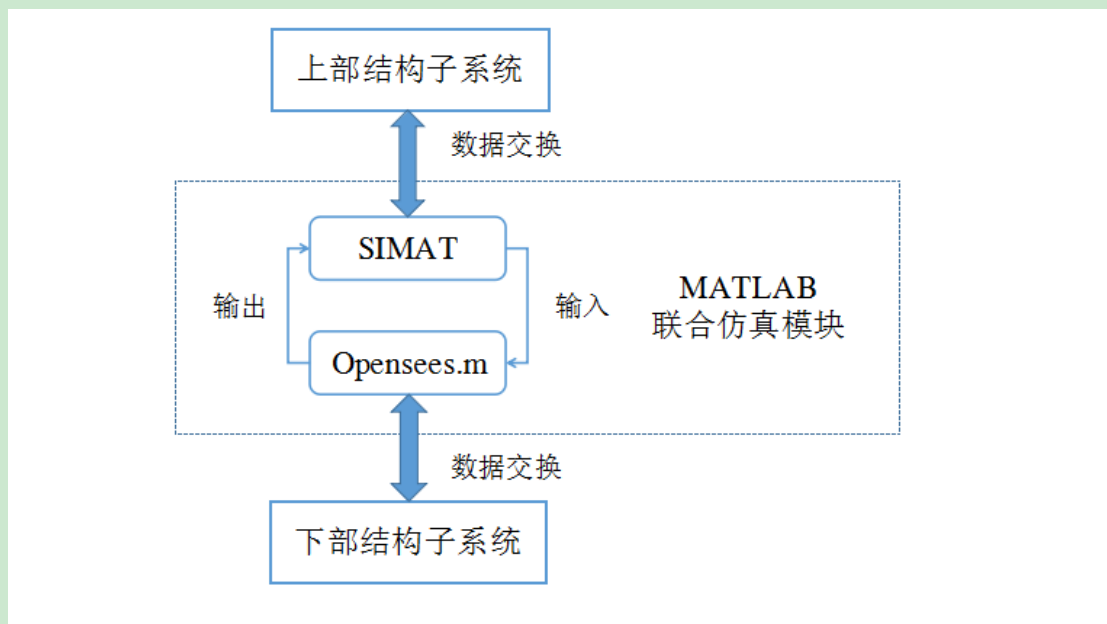 上部结构子系统
数据交换
SIMAT
输出
输入
MATLAB
联合仿真模块
Opensees.m
数据交换
下部结构子系统